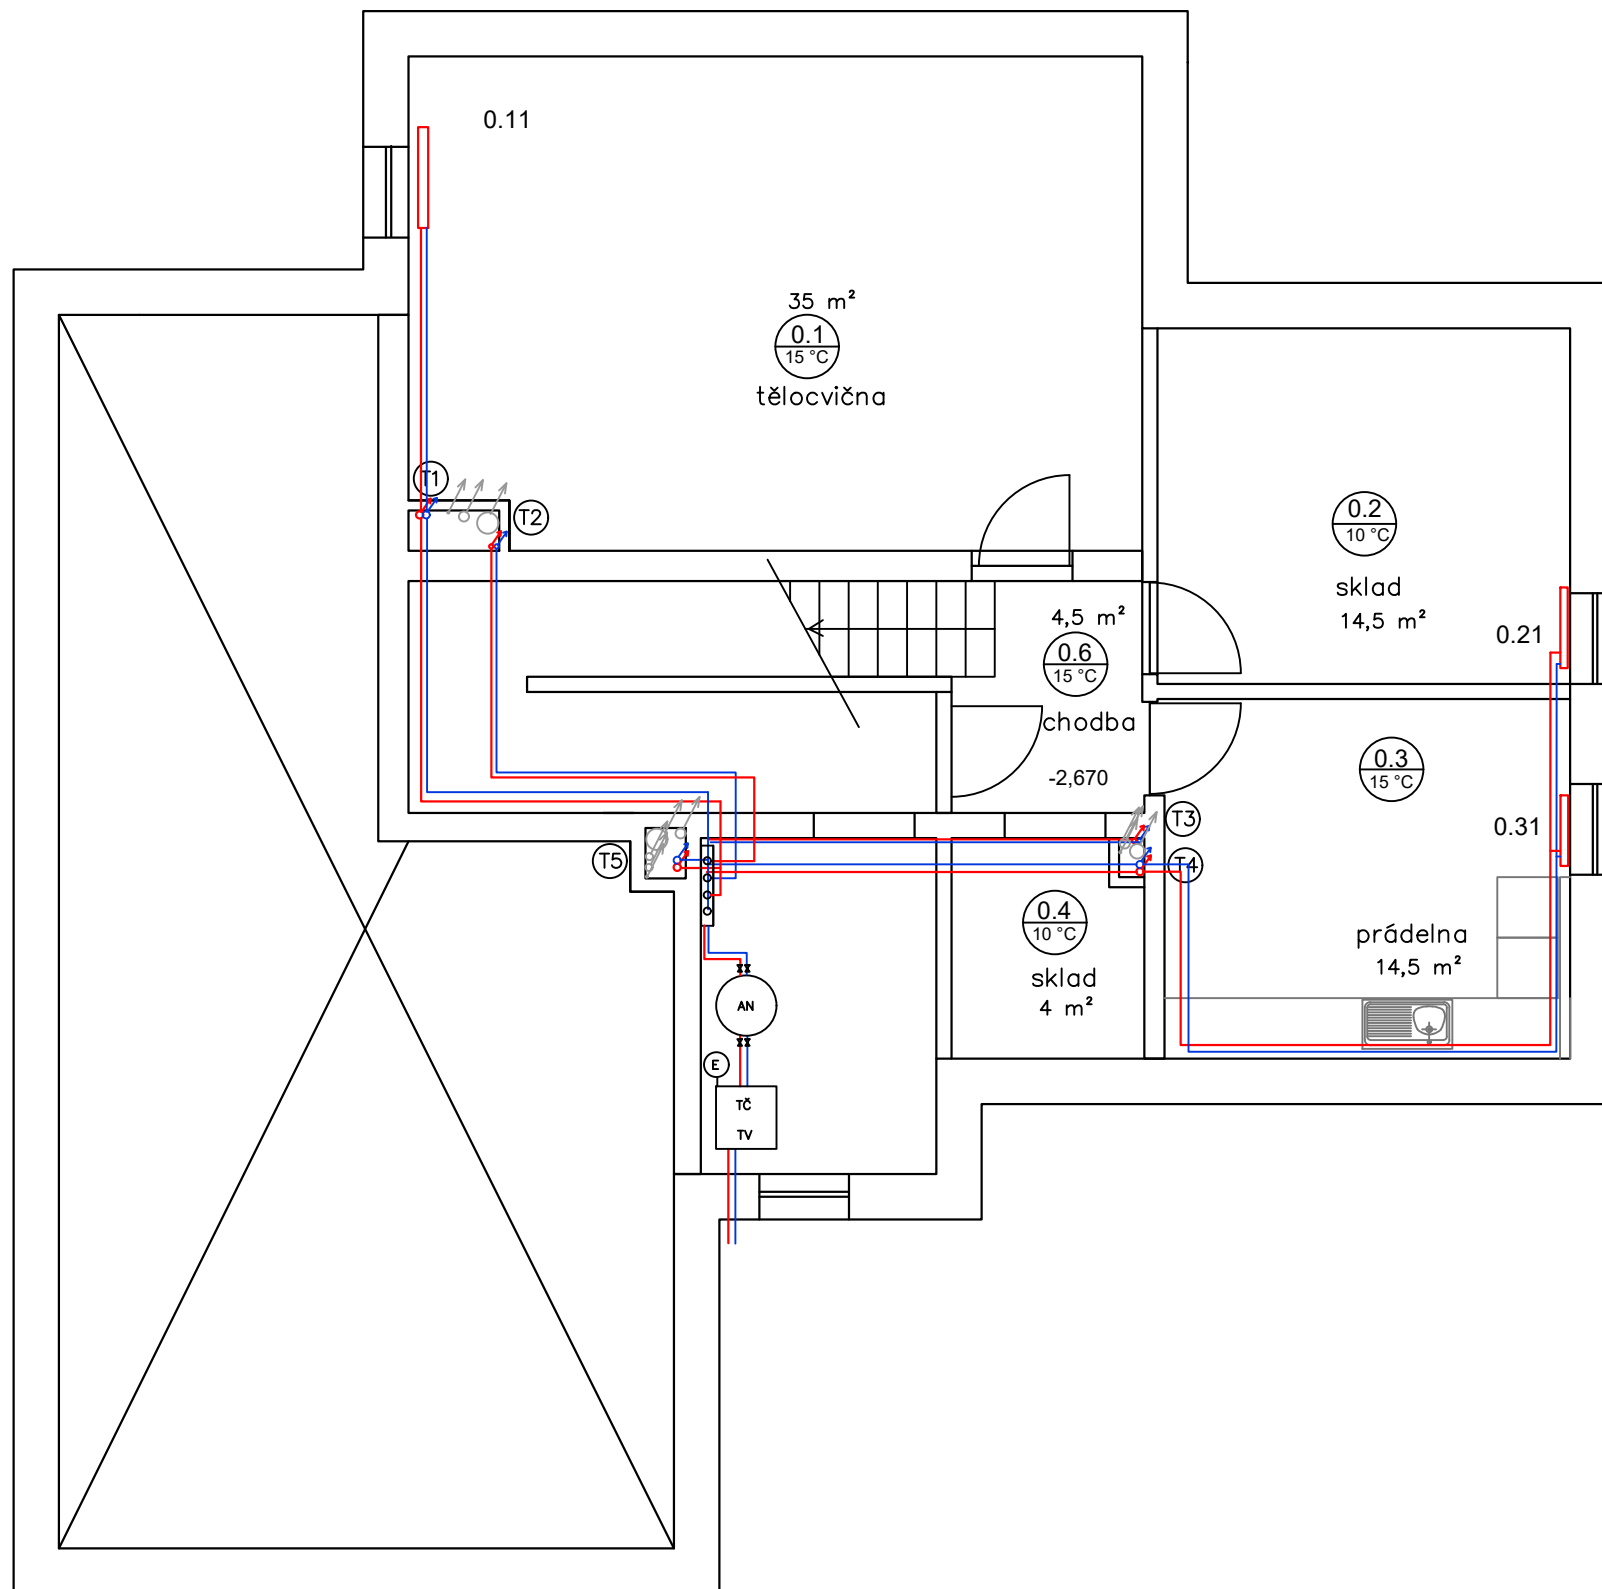 0.11
35 m²
0.1
15 °C
tělocvična
T1
T2
0.2
10 °C
sklad
14,5 m²
0.21
4,5 m²
0.6
15 °C
chodba
-2,670
0.3
15 °C
0.31
T3
T4
T5
0.4
10 °C
sklad
4 m²
prádelna
14,5 m²
AN
E
TČ
TV